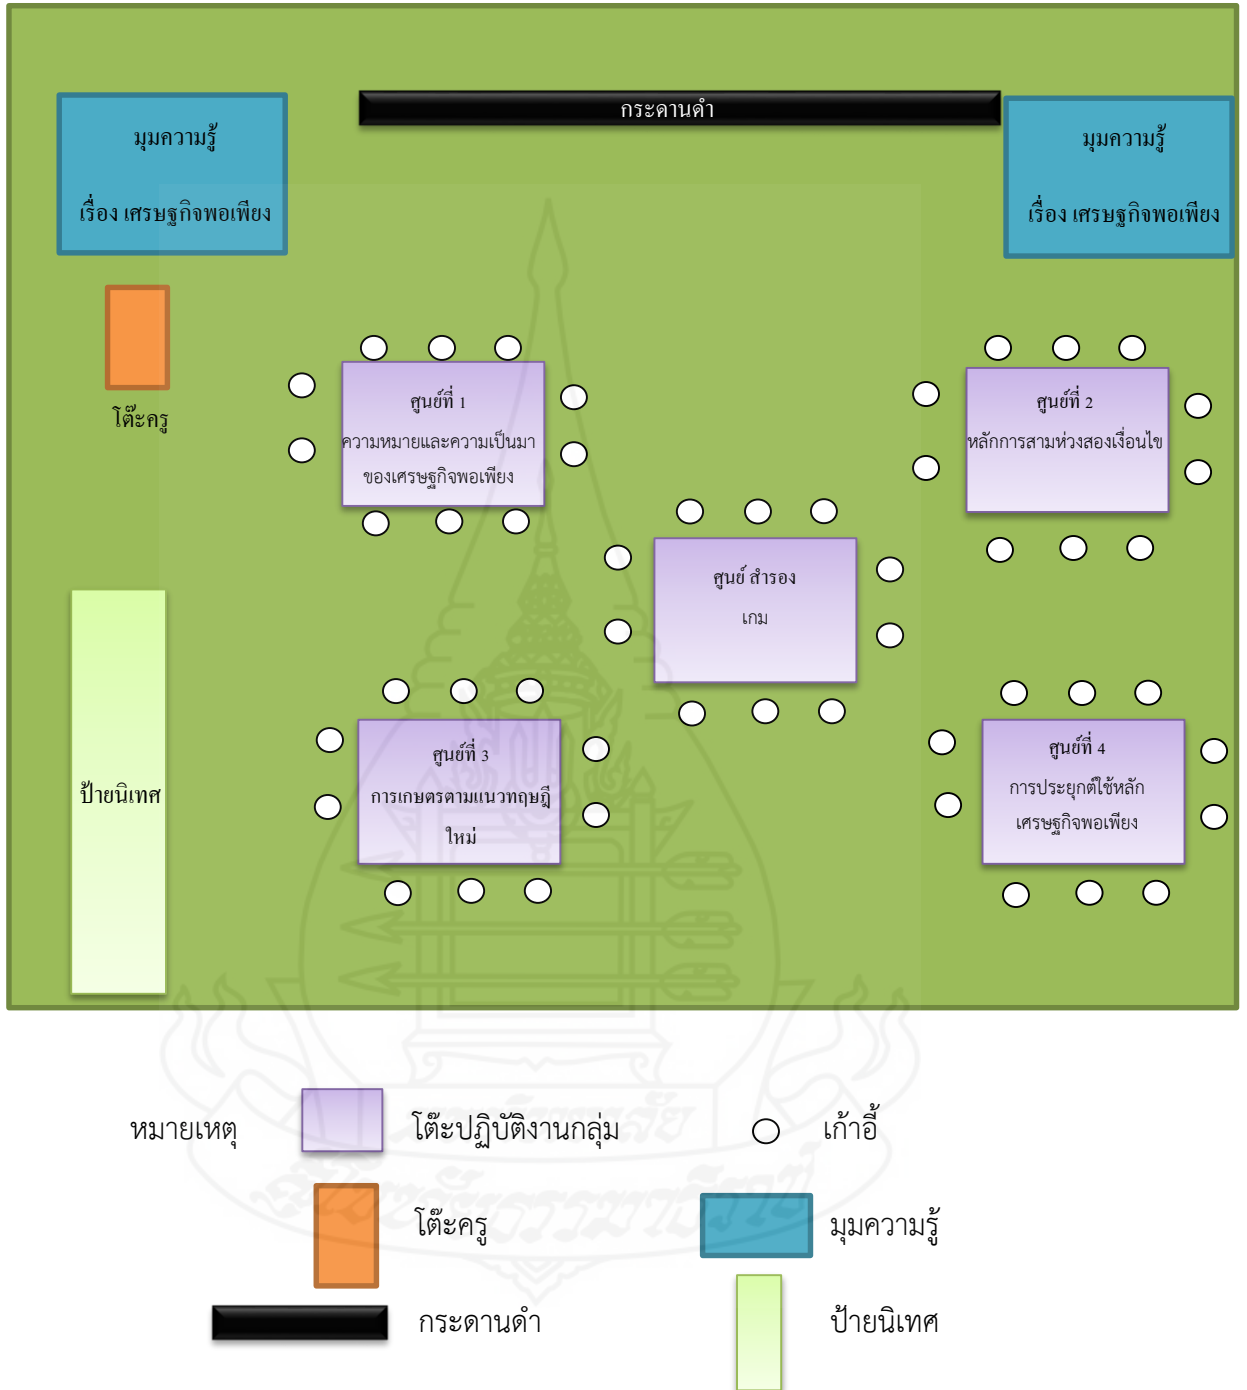 กระดานดำ
มุมความรู้
เรื่อง เศรษฐกิจพอเพียง
มุมความรู้
เรื่อง เศรษฐกิจพอเพียง
โต๊ะครู
ศูนย์ที่ 1
ความหมายและความเป็นมา
ของเศรษฐกิจพอเพียง
ศูนย์ที่ 2
หลักการสามห่วงสองเงื่อนไข
ศูนย์ สำรอง
เกม
ศูนย์ที่ 3
การเกษตรตามแนวทฤษฎี
ใหม่
ศูนย์ที่ 4
การประยุกต์ใช้หลัก
เศรษฐกิจพอเพียง
ป้ายนิเทศ
หมายเหตุ
โต๊ะปฏิบัติงานกลุ่ม
เก้าอี้
โต๊ะครู
มุมความรู้
กระดานดำ
ป้ายนิเทศ